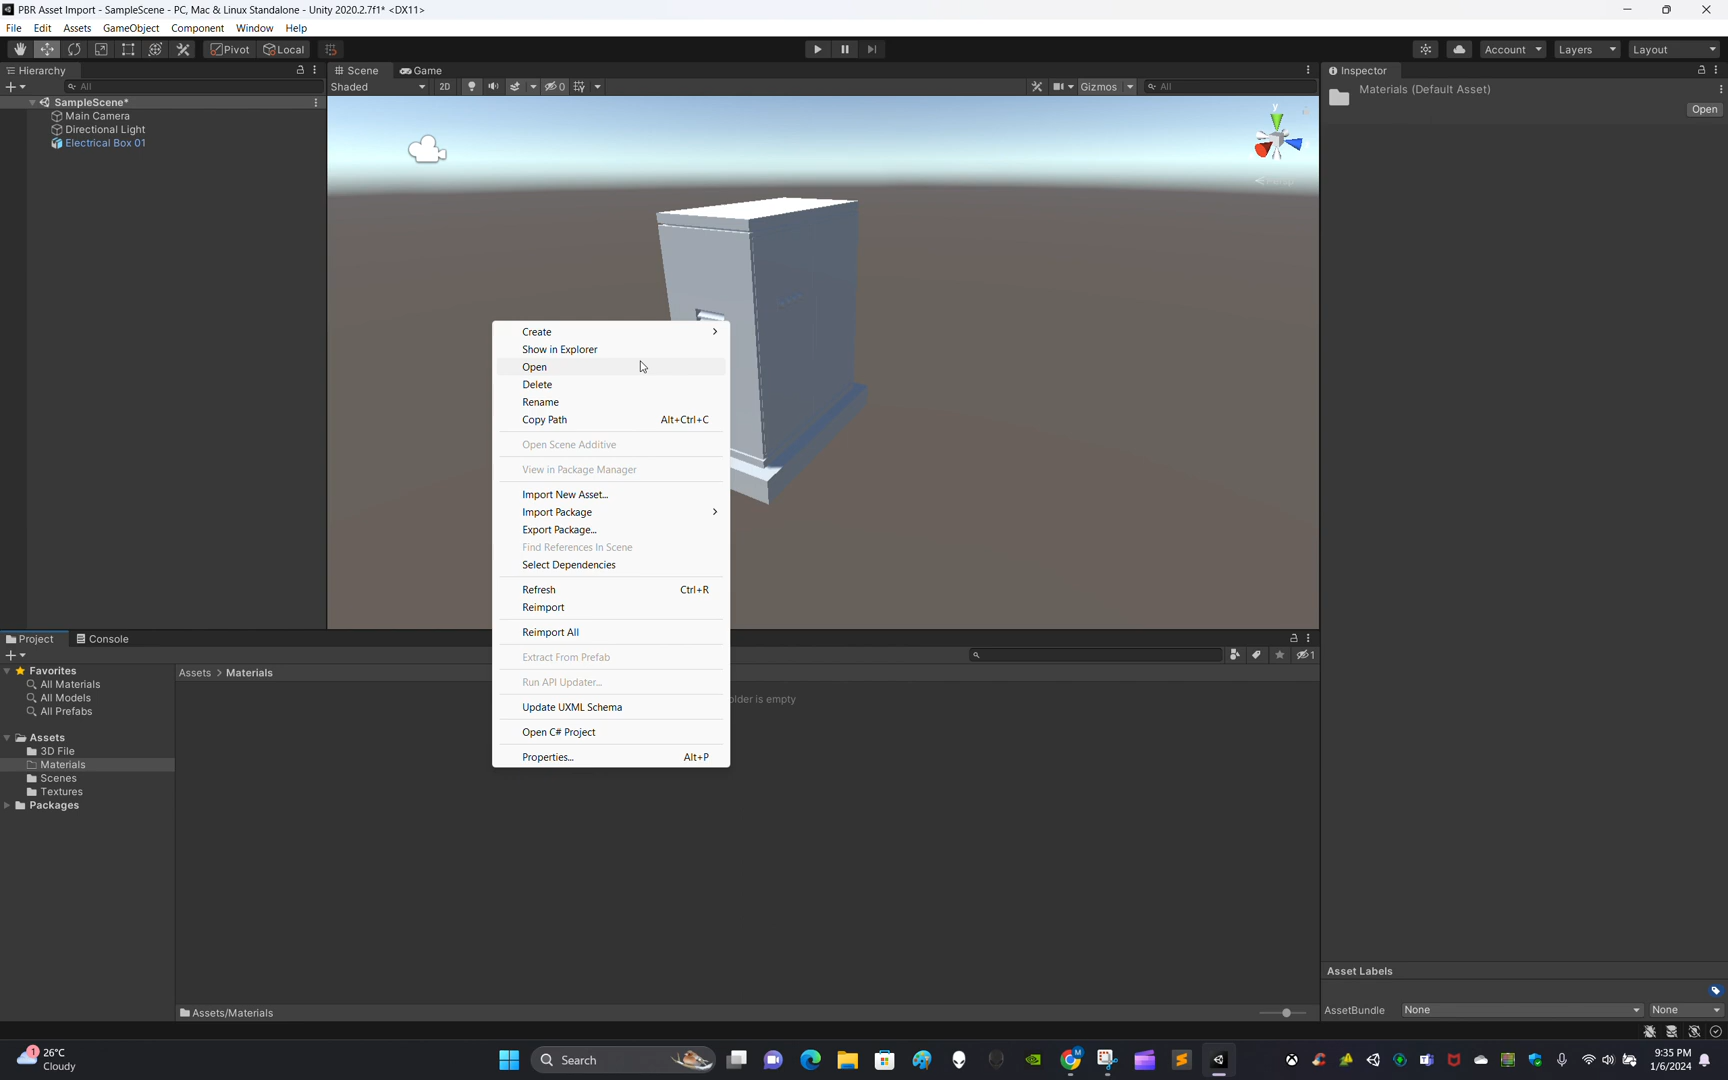 PBR Asset Import - SampleScene - PC, Mac & Linux Standalone - Unity 2020.2.7f1* <DX11>
File Edit Assets GameObject Component Window Help
Pivot Local Account Layers Layout
Hierarchy
All
SampleScene*
Main Camera
Directional Light
Electrical Box 01
Scene Game
Shaded 2D 0 Gizmos All
y
Persp
Inspector
Materials (Default Asset)
Open
Create
Show in Explorer
Open
Delete
Rename
Copy Path Alt+Ctrl+C
Open Scene Additive
View in Package Manager
Import New Asset...
Import Package
Export Package...
Find References In Scene
Select Dependencies
Refresh Ctrl+R
Reimport
Reimport All
Extract From Prefab
Run API Updater...
Update UXML Schema
Open C# Project
Properties... Alt+P
Project Console
1
Favorites
All Materials
All Models
All Prefabs
Assets
3D File
Materials
Scenes
Textures
Packages
Assets > Materials
older is empty
Assets/Materials
Asset Labels
AssetBundle None None
1
26°C
Cloudy
Search
M
9:35 PM
1/6/2024